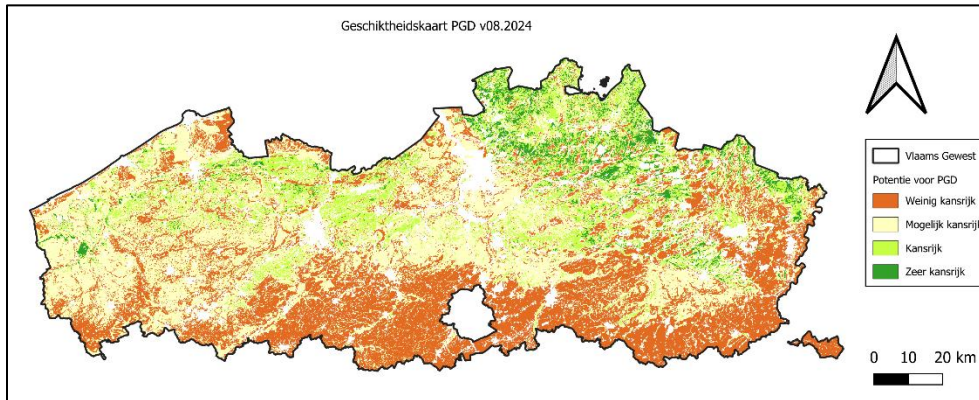 Geschiktheidskaart PGD v08.2024
Vlaams Gewest
Potentie voor PGD
Weinig kansrijk
Mogelijk kansrijk
Kansrijk
Zeer kansrijk
0 10 20 km